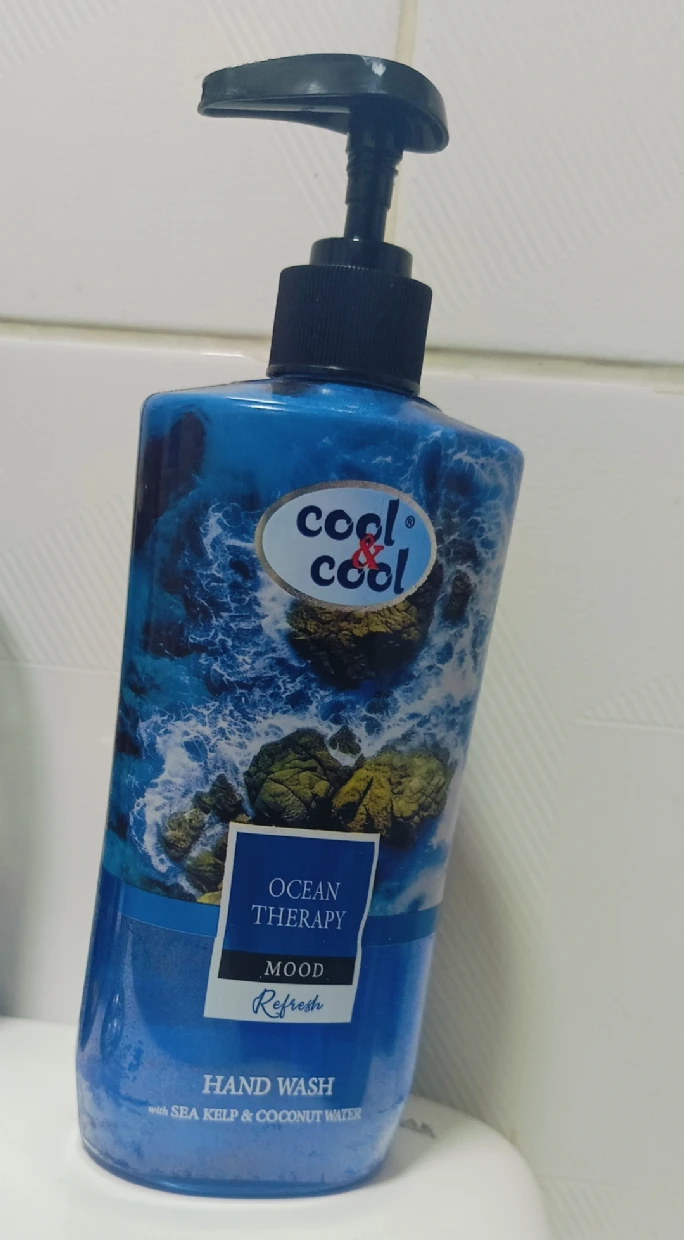 cool®
&
cool
OCEAN
THERAPY
MOOD
Refresh
HAND WASH
with SEA KELP & COCONUT WATER